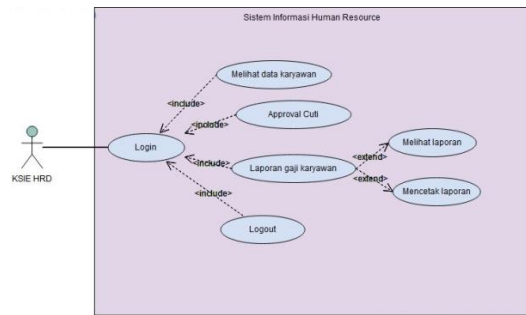 Sistem Informasi Human Resource
Melihat data karyawan
<include>
Approval Cuti
<include>
Login
KSIE HRD
<include>
Laporan gaji karyawan
<extend>
Melihat laporan
<extend>
Mencetak laporan
<include>
Logout